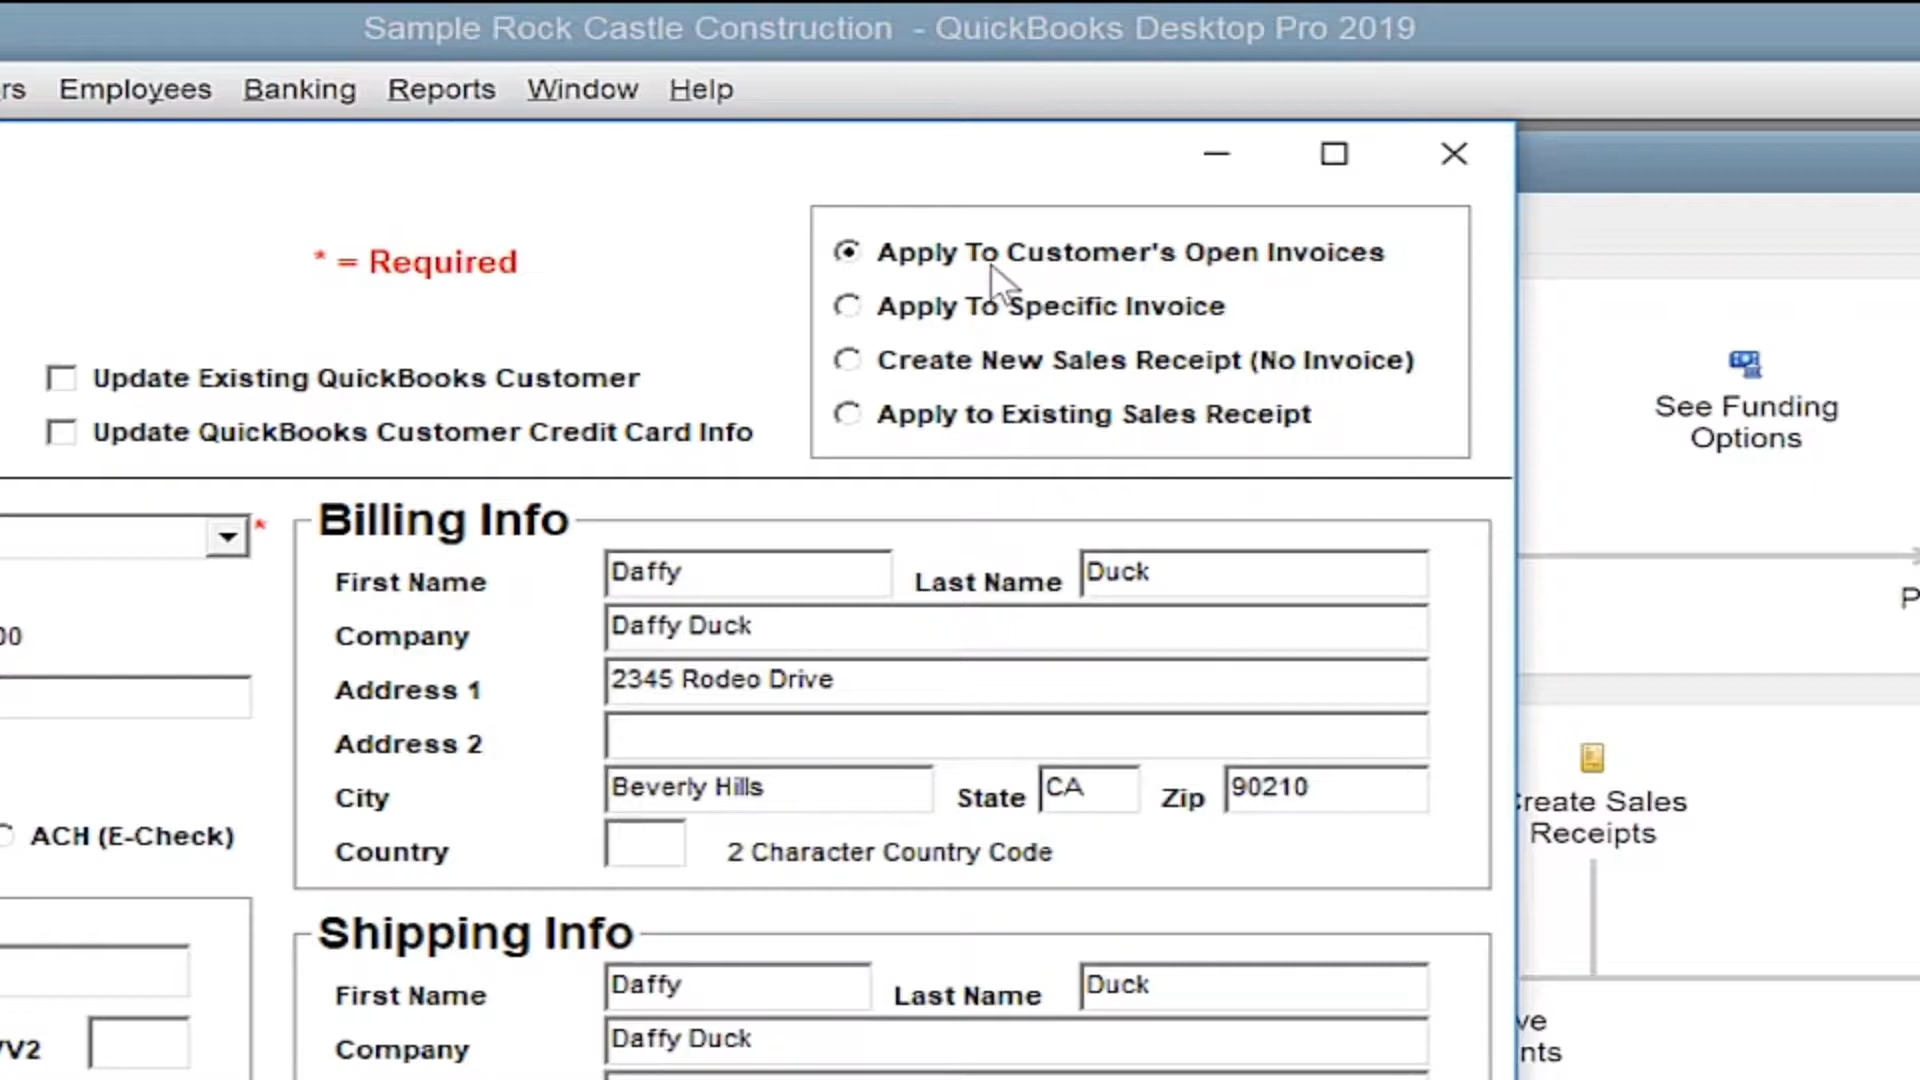 Sample Rock Castle Construction - QuickBooks Desktop Pro 2019
rs Employees Banking Reports Window Help
* = Required
Apply To Customer's Open Invoices
Apply To Specific Invoice
Create New Sales Receipt (No Invoice)
Apply to Existing Sales Receipt
Update Existing QuickBooks Customer
Update QuickBooks Customer Credit Card Info
See Funding
Options
*
Billing Info
First Name Daffy Last Name Duck
Company Daffy Duck
Address 1 2345 Rodeo Drive
Address 2
City Beverly Hills State CA Zip 90210
Country 2 Character Country Code
00
ACH (E-Check)
P
Create Sales
Receipts
Shipping Info
First Name Daffy Last Name Duck
Company Daffy Duck
VV2
ve
nts